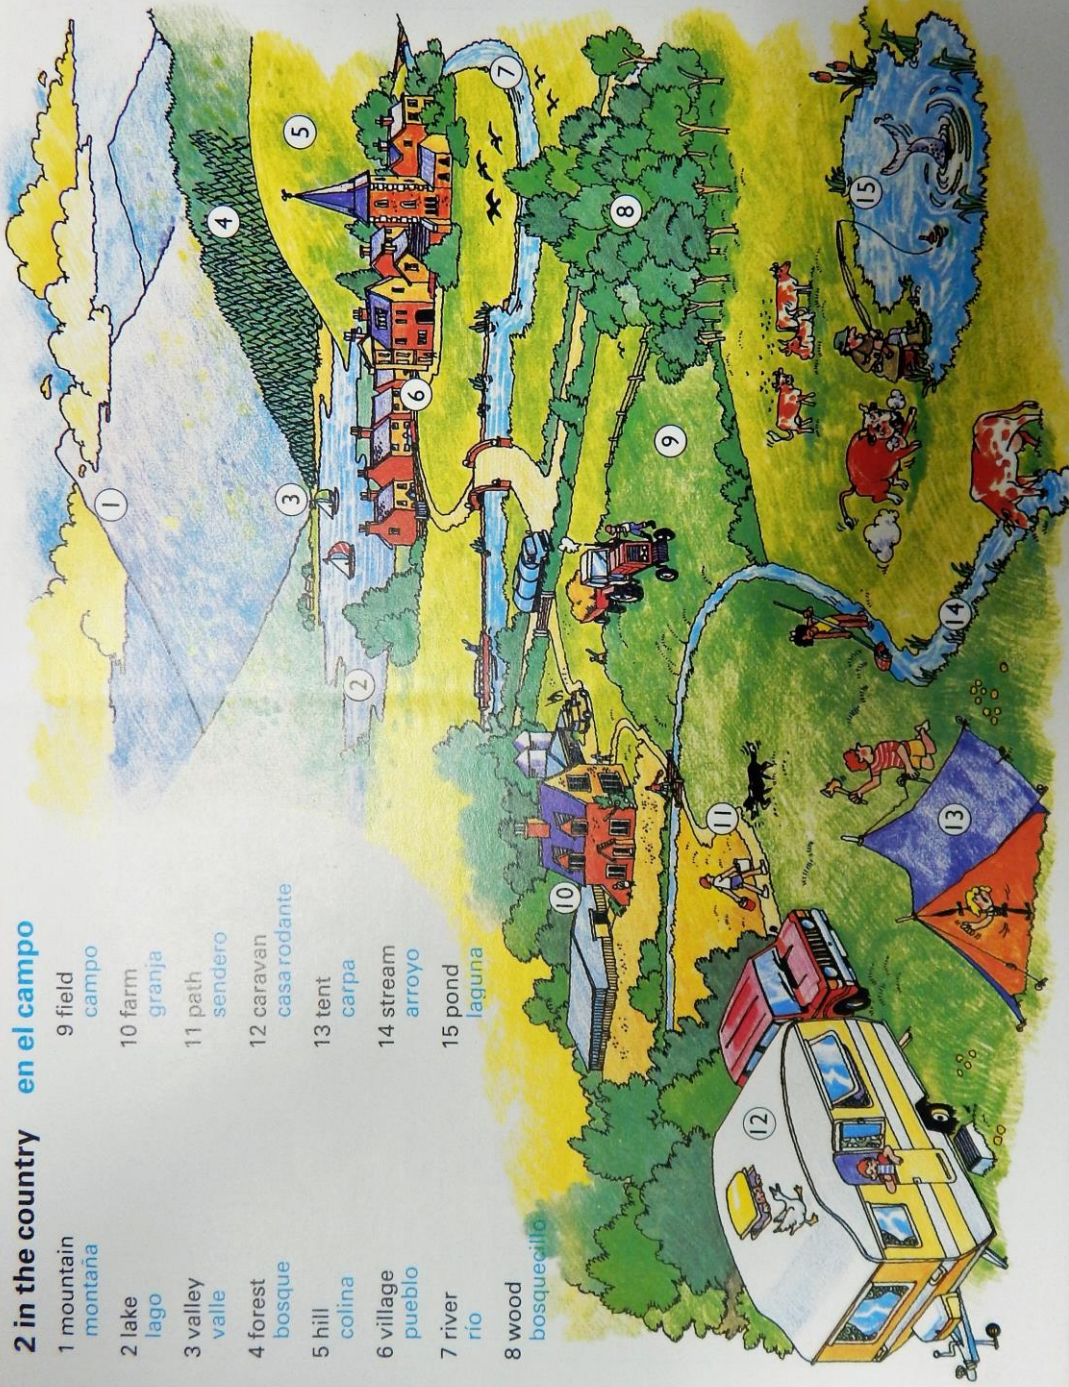 2 in the country en el campo
1 mountain
montaña
2 lake
lago
3 valley
valle
4 forest
bosque
5 hill
colina
6 village
pueblo
7 river
río
8 wood
bosquecillo
9 field
campo
10 farm
granja
11 path
sendero
12 caravan
casa rodante
13 tent
carpa
14 stream
arroyo
15 pond
laguna
1
2
3
4
5
6
7
8
9
10
11
12
13
14
15